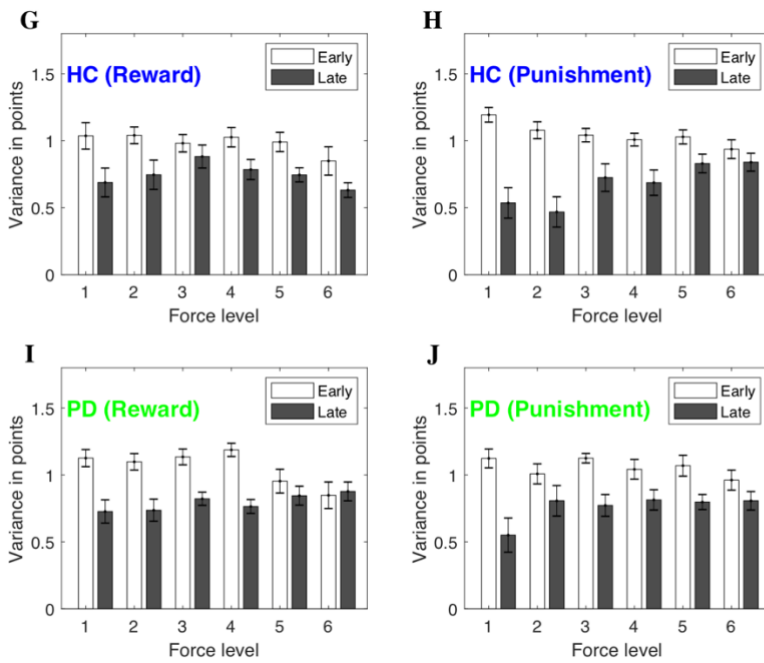 G
HC (Reward)
Early
Late
Variance in points
1.5
1
0.5
0
1 2 3 4 5 6
Force level
H
HC (Punishment)
Early
Late
Variance in points
1.5
1
0.5
0
1 2 3 4 5 6
Force level
I
PD (Reward)
Early
Late
Variance in points
1.5
1
0.5
0
1 2 3 4 5 6
Force level
J
PD (Punishment)
Early
Late
Variance in points
1.5
1
0.5
0
1 2 3 4 5 6
Force level